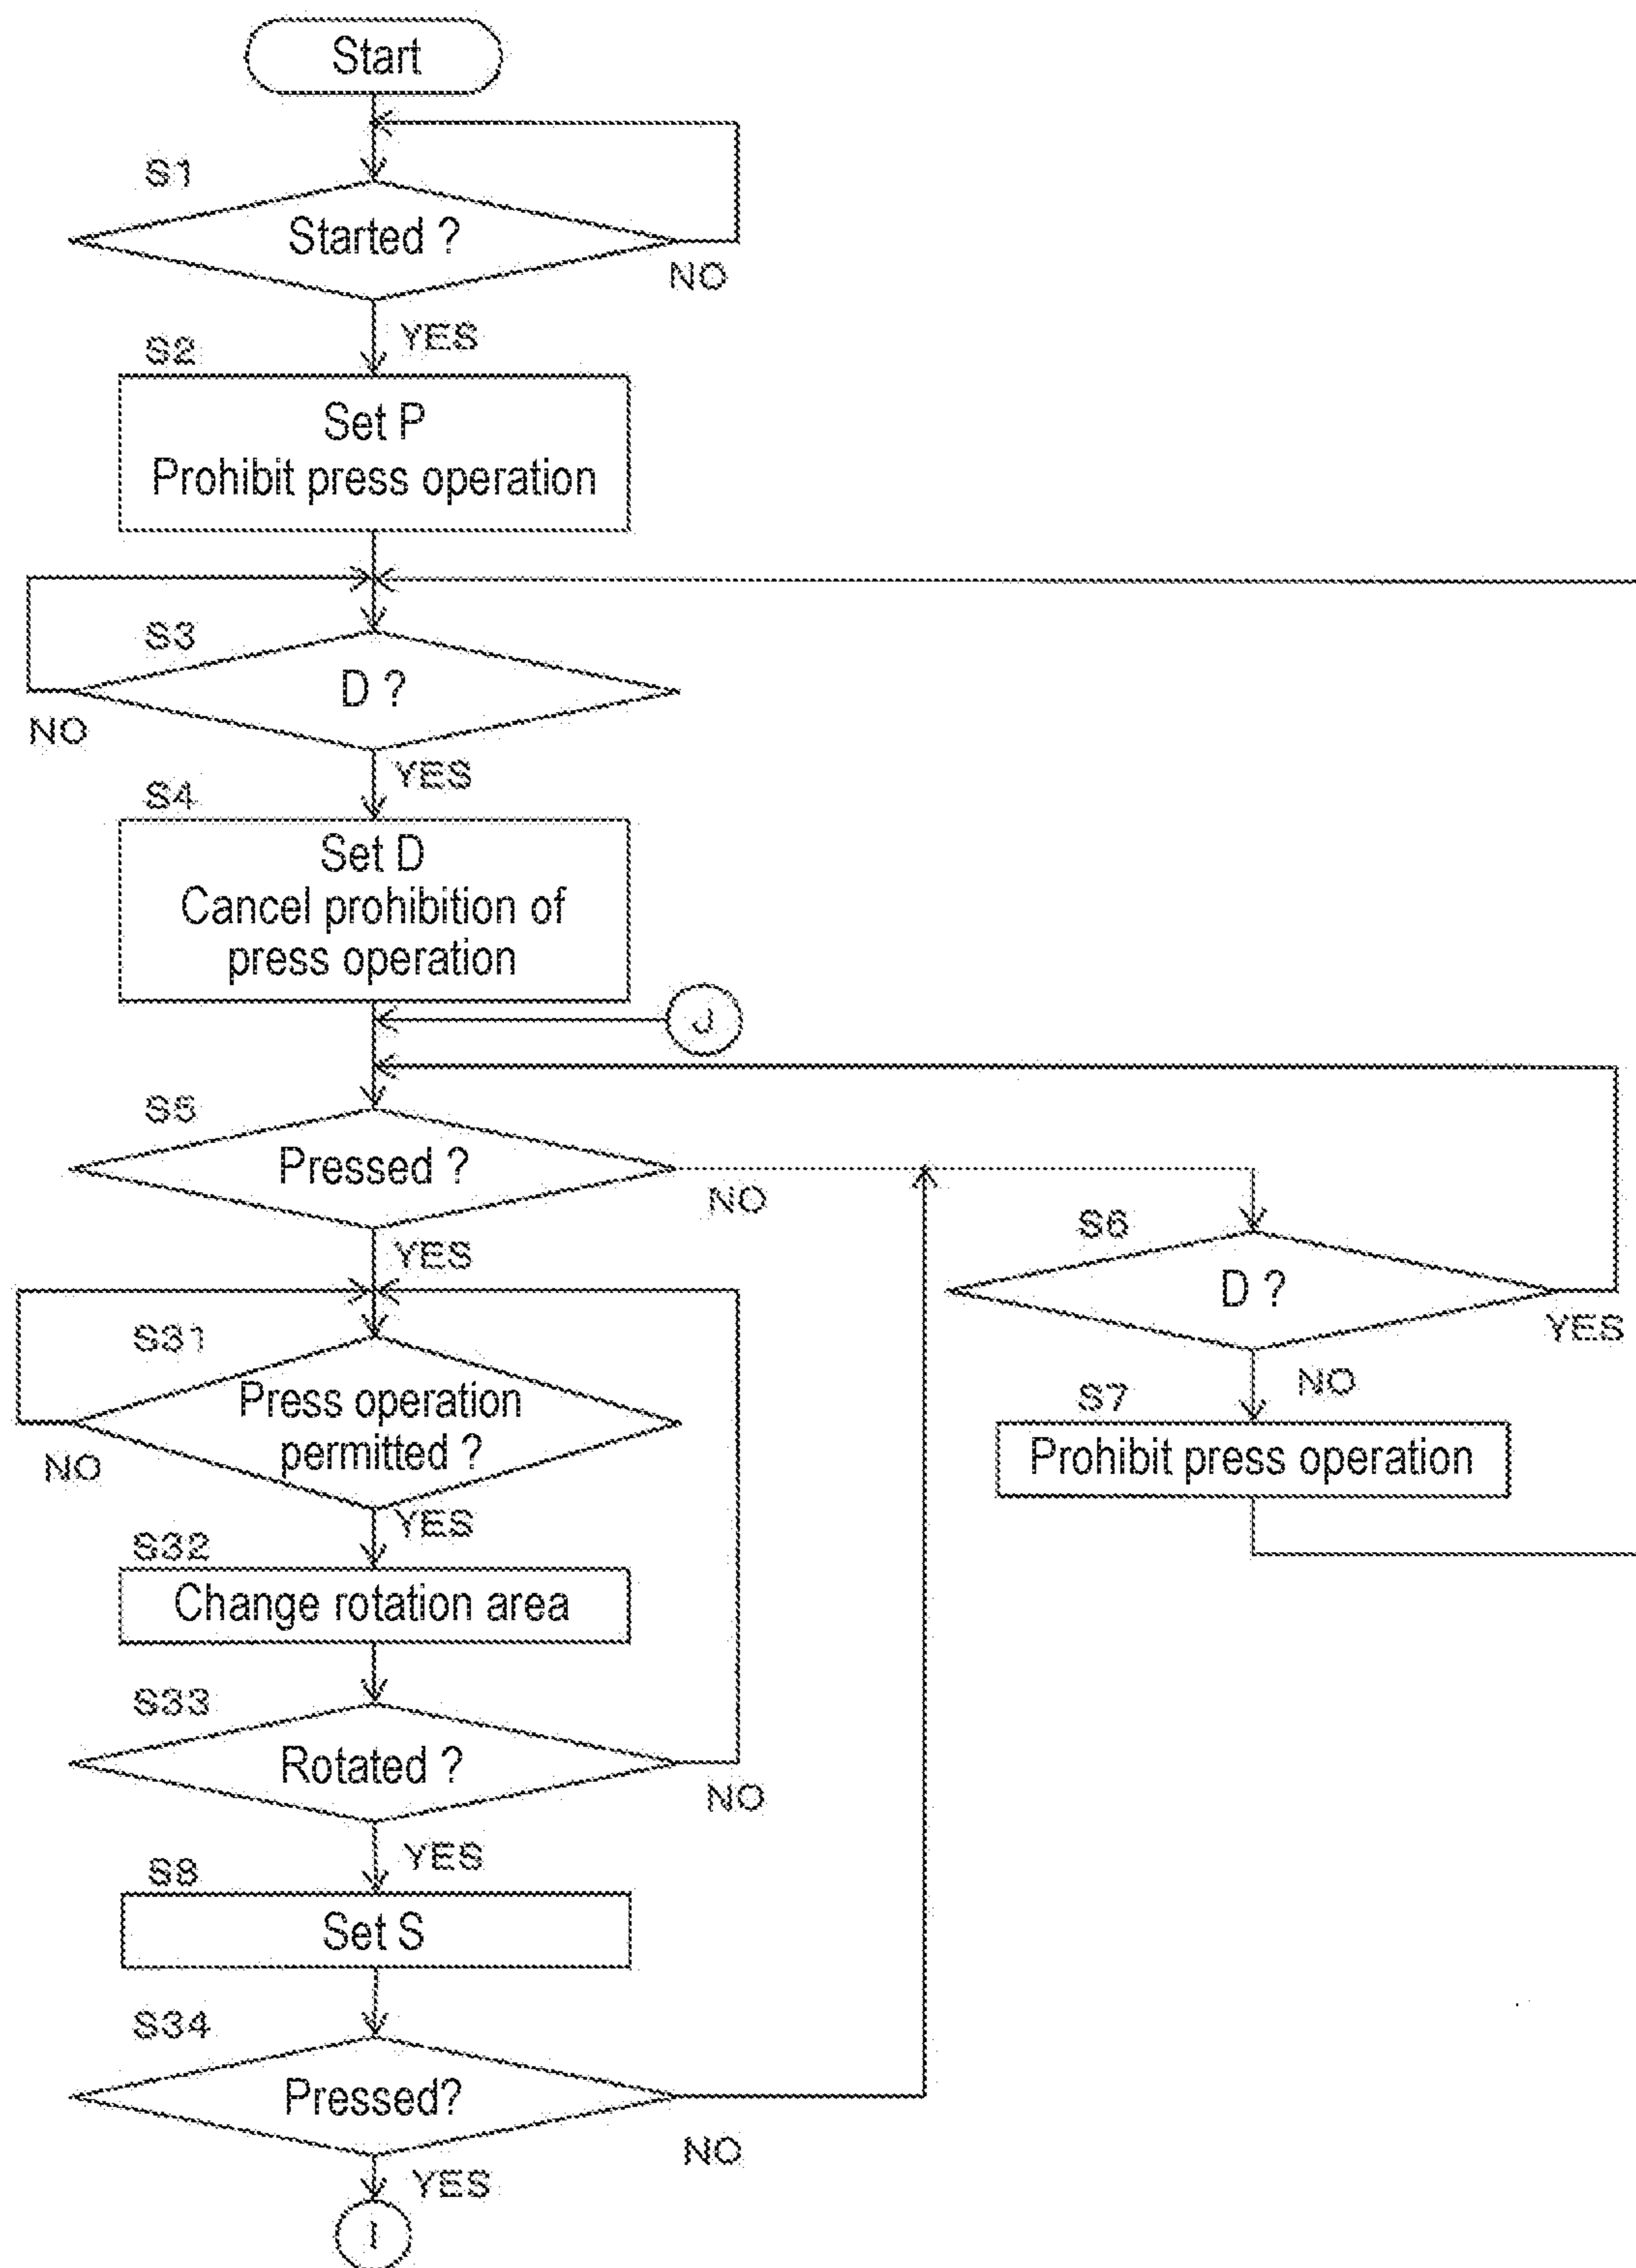 Start
S1
Started ?
NO
YES
S2
Set P
Prohibit press operation
S3
D ?
NO
YES
S4
Set D
Cancel prohibition of
press operation
J
S5
Pressed ?
NO
YES
S6
D ?
YES
NO
S7
Prohibit press operation
S31
Press operation
permitted ?
NO
YES
S32
Change rotation area
S33
Rotated ?
NO
YES
S8
Set S
S34
Pressed?
NO
YES
I